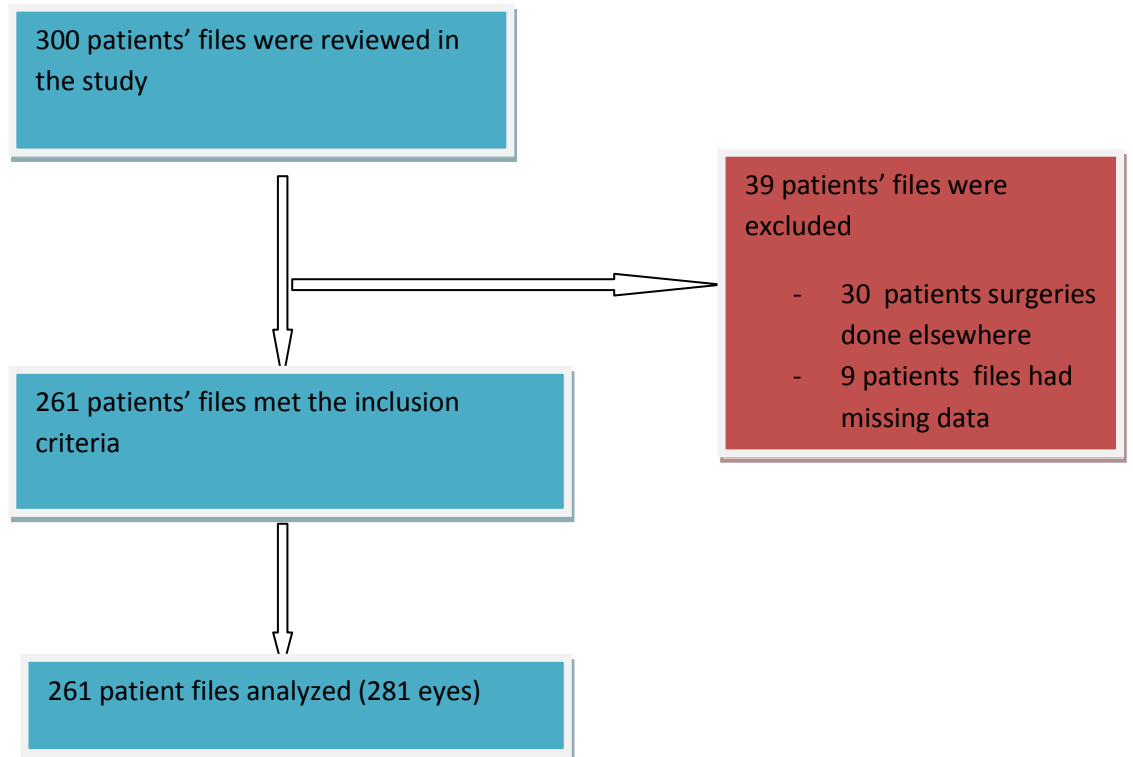 300 patients’ files were reviewed in
the study
39 patients’ files were
excluded
- 30 patients surgeries
done elsewhere
- 9 patients files had
missing data
261 patients’ files met the inclusion
criteria
261 patient files analyzed (281 eyes)